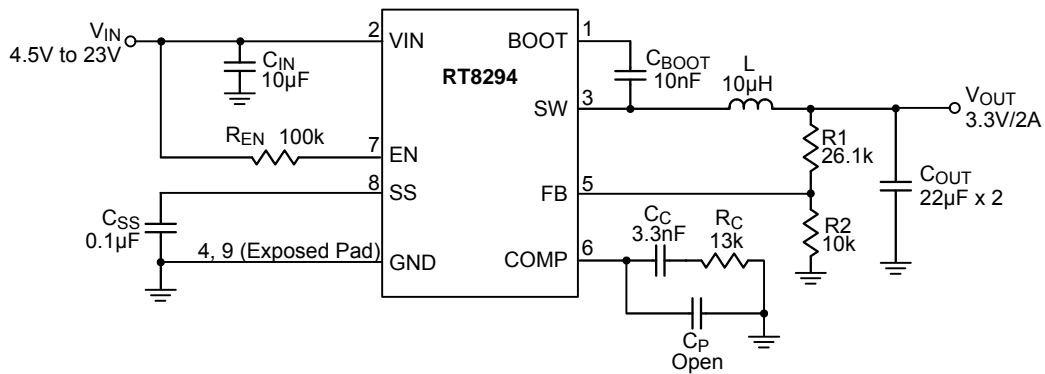 VIN
4.5V to 23V
CIN
10µF
REN 100k
CSS
0.1µF
4, 9 (Exposed Pad)
2
7
8
VIN
EN
SS
GND
RT8294
BOOT
SW
FB
COMP
1
3
5
6
CBOOT
10nF
L
10µH
VOUT
3.3V/2A
R1
26.1k
COUT
22µF x 2
R2
10k
CC
3.3nF
RC
13k
CP
Open